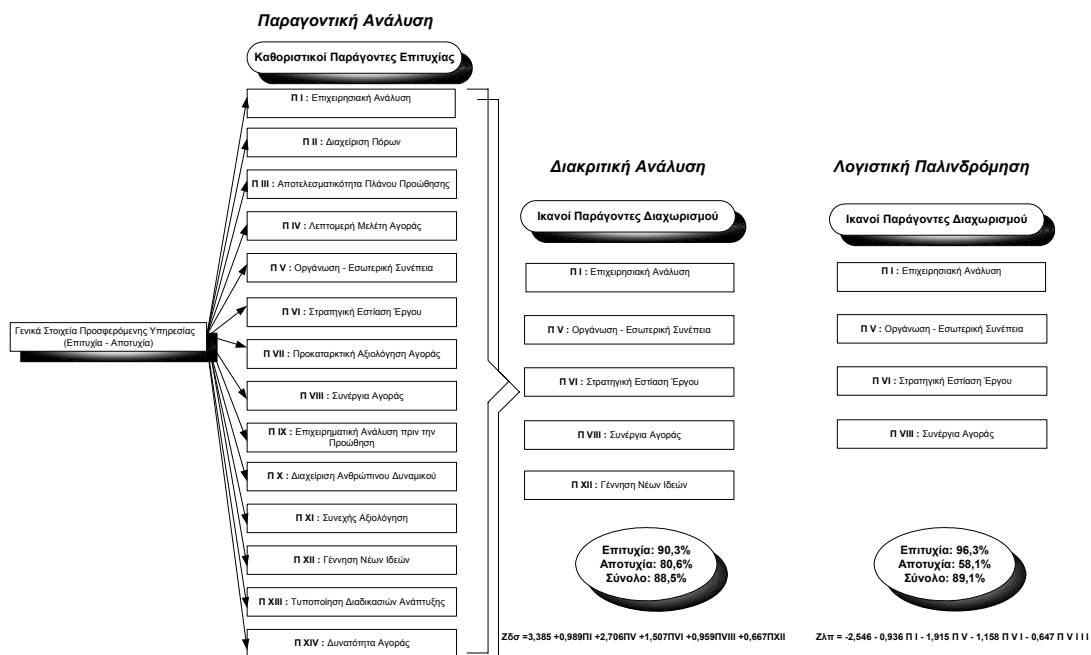 Παραγοντική Ανάλυση
Καθοριστικοί Παράγοντες Επιτυχίας
Π Ι : Επιχειρησιακή Ανάλυση
Π ΙΙ : Διαχείριση Πόρων
Π ΙΙΙ : Αποτελεσματικότητα Πλάνου Προώθησης
Π ΙV : Λεπτομερή Μελέτη Αγοράς
Π V : Οργάνωση - Εσωτερική Συνέπεια
Π VI : Στρατηγική Εστίαση Έργου
Π VII : Προκαταρκτική Αξιολόγηση Αγοράς
Π VIII : Συνέργια Αγοράς
Π IX : Επιχειρηματική Ανάλυση πριν την
Προώθηση
Π X : Διαχείριση Ανθρώπινου Δυναμικού
Π XI : Συνεχής Αξιολόγηση
Π XII : Γέννηση Νέων Ιδεών
Π XIII : Τυποποίηση Διαδικασιών Ανάπτυξης
Π XIV : Δυνατότητα Αγοράς
Γενικά Στοιχεία Προσφερόμενης Υπηρεσίας
(Επιτυχία - Αποτυχία)
Διακριτική Ανάλυση
Ικανοί Παράγοντες Διαχωρισμού
Π Ι : Επιχειρησιακή Ανάλυση
Π V : Οργάνωση - Εσωτερική Συνέπεια
Π VI : Στρατηγική Εστίαση Έργου
Π VIII : Συνέργια Αγοράς
Π XII : Γέννηση Νέων Ιδεών
Επιτυχία: 90,3%
Αποτυχία: 80,6%
Σύνολο: 88,5%
Zδσ =3,385 +0,989ΠΙ +2,706ΠV +1,507ΠVI +0,959ΠVIII +0,667ΠXII
Λογιστική Παλινδρόμηση
Ικανοί Παράγοντες Διαχωρισμού
Π Ι : Επιχειρησιακή Ανάλυση
Π V : Οργάνωση - Εσωτερική Συνέπεια
Π VI : Στρατηγική Εστίαση Έργου
Π VIII : Συνέργια Αγοράς
Επιτυχία: 96,3%
Αποτυχία: 58,1%
Σύνολο: 89,1%
Zλπ = -2,546 - 0,936 Π Ι - 1,915 Π V - 1,158 Π V I - 0,647 Π V I I I